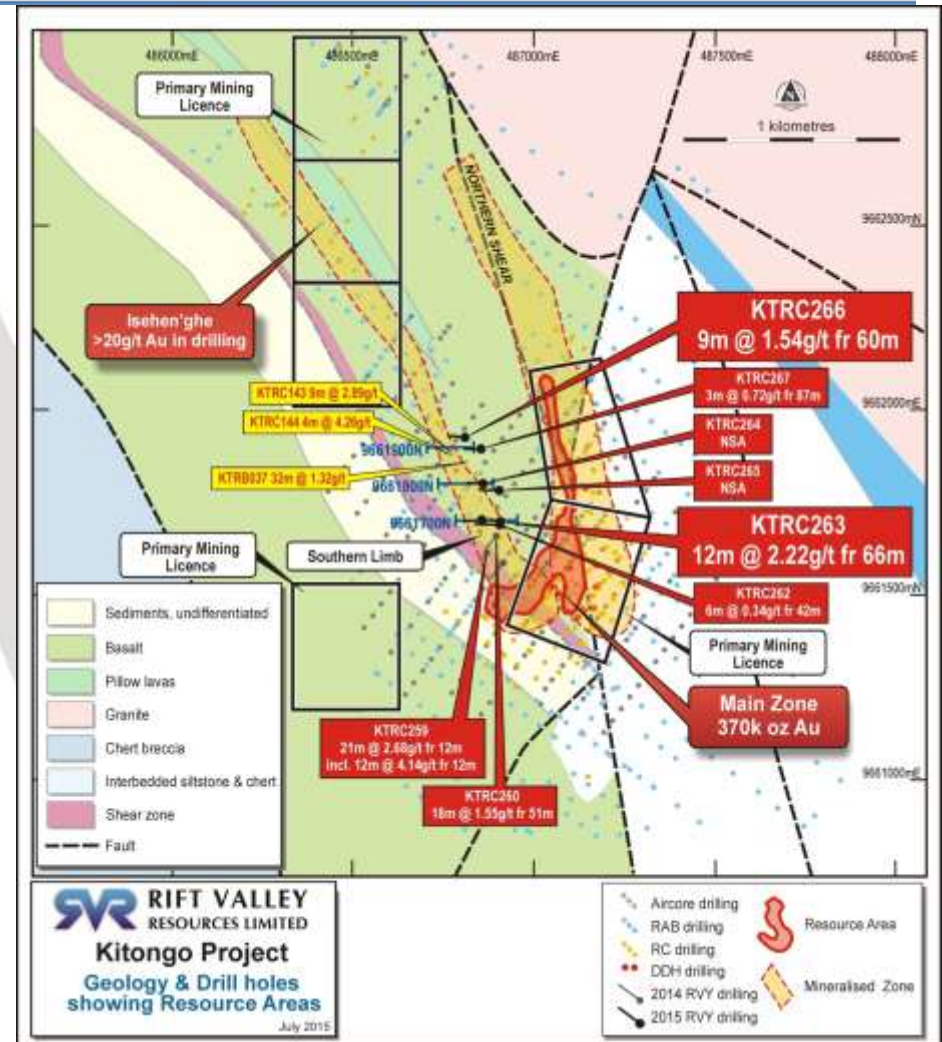 486000mE
486500mE
487000mE
487500mE
488000mE
Primary Mining
Licence
N
1 kilometres
NORTHERN SHEAR
9662500mN
Isehen'ghe
>20g/t Au in drilling
KTRC266
9m @ 1.54g/t fr 60m
KTRC143 9m @ 2.89g/t
KTRC267
3m @ 0.72g/t fr 87m
9662000mE
KTRC144 4m @ 4.26g/t
KTRC264
NSA
9661900N
KTRB037 32m @ 1.32g/t
KTRC265
NSA
9661800N
9661700N
KTRC263
12m @ 2.22g/t fr 66m
Primary Mining
Licence
Southern Limb
KTRC262
6m @ 0.34g/t fr 42m
9661500mE
Primary Mining
Licence
Main Zone
370k oz Au
KTRC259
21m @ 2.68g/t fr 12m
incl. 12m @ 4.14g/t fr 12m
KTRC260
18m @ 1.55g/t fr 51m
9661000mE
Sediments, undifferentiated
Basalt
Pillow lavas
Granite
Chert breccia
Interbedded siltstone & chert
Shear zone
Fault
SVR RIFT VALLEY
RESOURCES LIMITED
Kitongo Project
Geology & Drill holes
showing Resource Areas
July 2015
Aircore drilling
RAB drilling
RC drilling
DDH drilling
2014 RVY drilling
2015 RVY drilling
Resource Area
Mineralised Zone